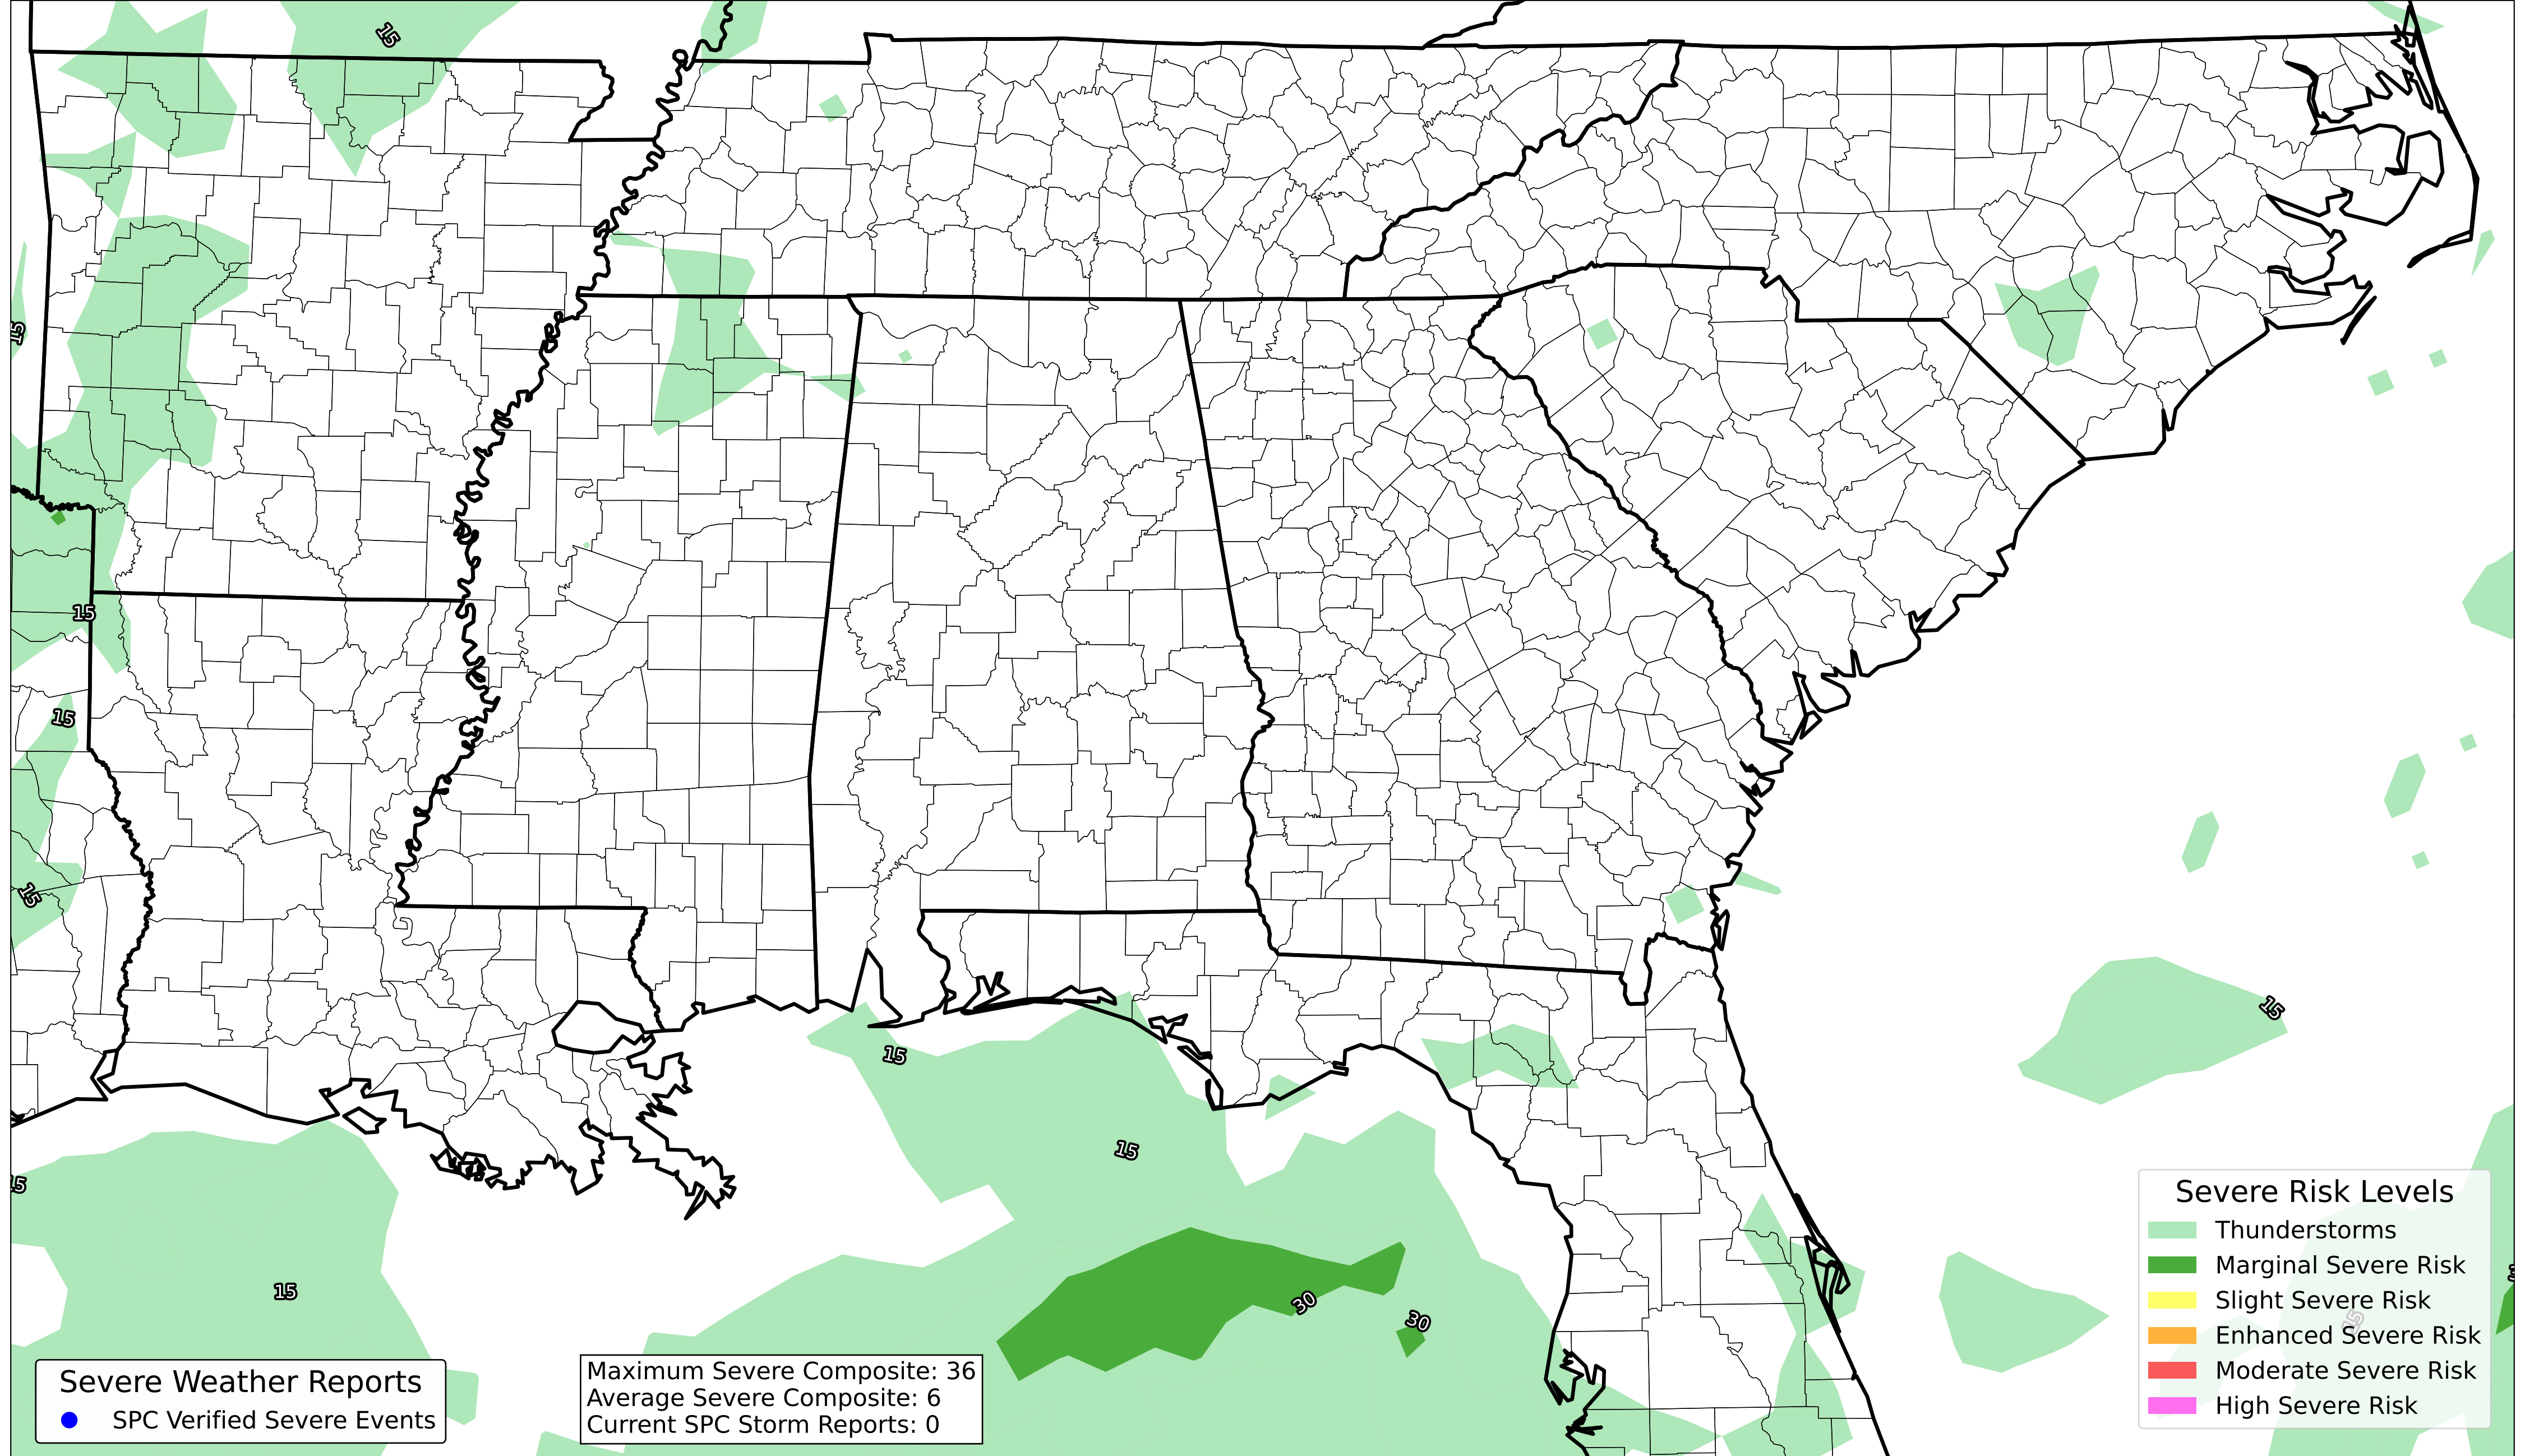 15
15
15
15
15
15
15
15
15
15
30
30
15
Severe Risk Levels
Thunderstorms
Marginal Severe Risk
Slight Severe Risk
Enhanced Severe Risk
Moderate Severe Risk
High Severe Risk
Severe Weather Reports
SPC Verified Severe Events
Maximum Severe Composite: 36
Average Severe Composite: 6
Current SPC Storm Reports: 0